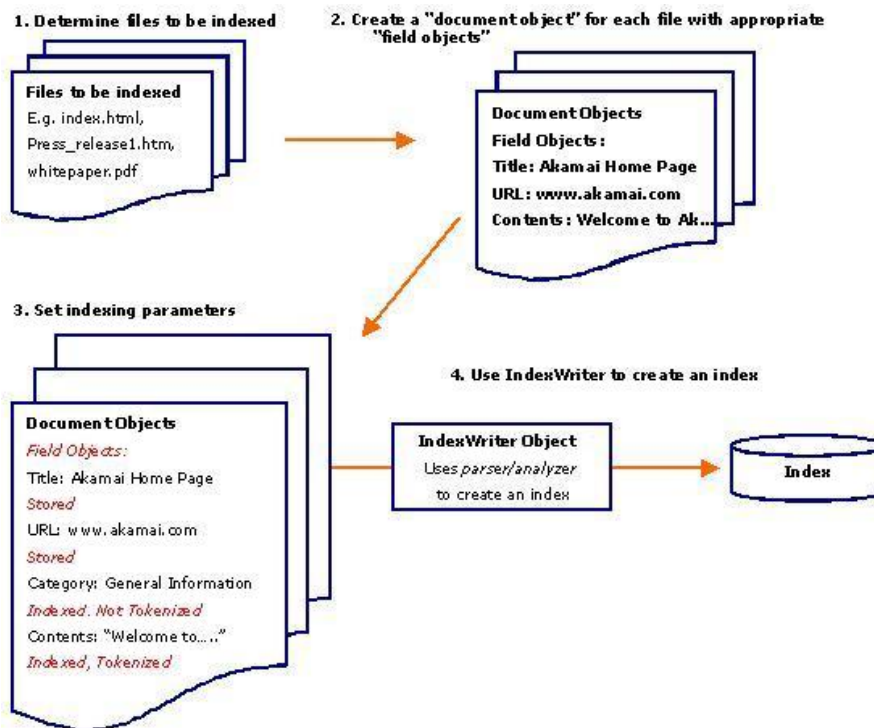 1. Determine files to be indexed
2. Create a "document object" for each file with appropriate
"field objects"
Files to be indexed
E.g. index.html,
Press_release1.htm,
whitepaper.pdf
Document Objects
Field Objects:
Title: Akamai Home Page
URL: www.akamai.com
Contents: Welcome to Ak...
3. Set indexing parameters
Document Objects
Field Objects:
Title: Akamai Home Page
Stored
URL: www.akamai.com
Stored
Category: General Information
Indexed. Not Tokenized
Contents: “Welcome to.....”
Indexed, Tokenized
4. Use IndexWriter to create an index
IndexWriter Object
Uses parser/analyzer
to create an index
Index